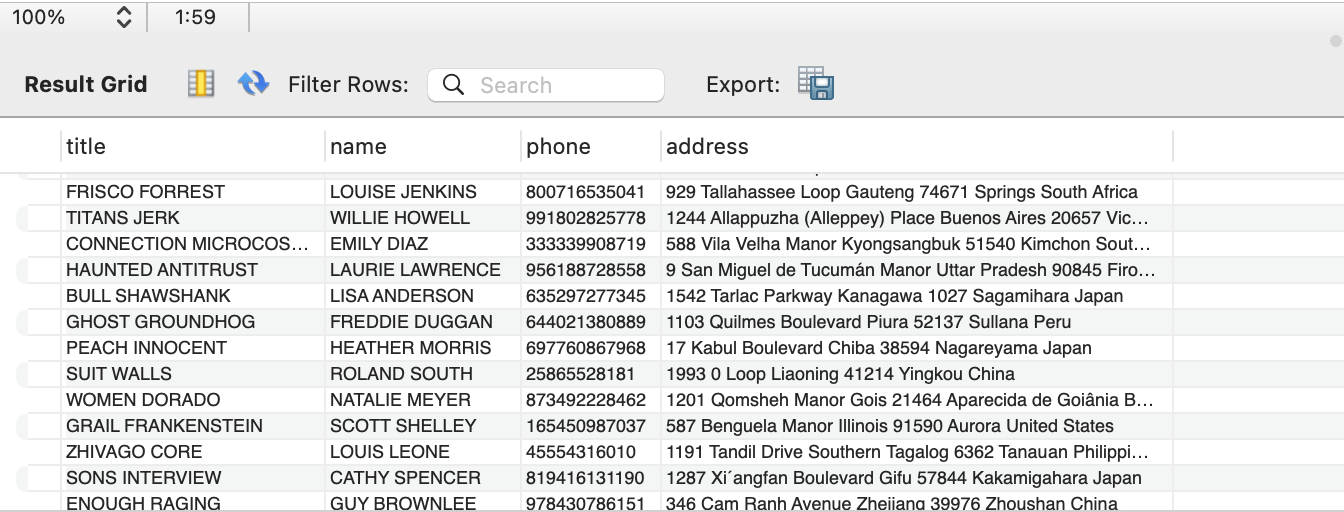 100% 1:59
Result Grid Filter Rows: Search Export:
title name phone address
FRISCO FORREST LOUISE JENKINS 800716535041 929 Tallahassee Loop Gauteng 74671 Springs South Africa
TITANS JERK WILLIE HOWELL 991802825778 1244 Allappuzha (Alleppey) Place Buenos Aires 20657 Vic...
CONNECTION MICROCOS... EMILY DIAZ 333339908719 588 Vila Velha Manor Kyongsangbuk 51540 Kimchon Sout...
HAUNTED ANTITRUST LAURIE LAWRENCE 956188728558 9 San Miguel de Tucumán Manor Uttar Pradesh 90845 Firo...
BULL SHAWSHANK LISA ANDERSON 635297277345 1542 Tarlac Parkway Kanagawa 1027 Sagamihara Japan
GHOST GROUNDHOG FREDDIE DUGGAN 644021380889 1103 Quilmes Boulevard Piura 52137 Sullana Peru
PEACH INNOCENT HEATHER MORRIS 697760867968 17 Kabul Boulevard Chiba 38594 Nagareyama Japan
SUIT WALLS ROLAND SOUTH 25865528181 1993 0 Loop Liaoning 41214 Yingkou China
WOMEN DORADO NATALIE MEYER 873492228462 1201 Qomsheh Manor Gois 21464 Aparecida de Goiânia B...
GRAIL FRANKENSTEIN SCOTT SHELLEY 165450987037 587 Benguela Manor Illinois 91590 Aurora United States
ZHIVAGO CORE LOUIS LEONE 45554316010 1191 Tandil Drive Southern Tagalog 6362 Tanauan Philippi...
SONS INTERVIEW CATHY SPENCER 819416131190 1287 Xi´angfan Boulevard Gifu 57844 Kakamigahara Japan
ENOUGH RAGING GUY BROWNLEE 978430786151 346 Cam Ranh Avenue Zhejiang 39976 Zhoushan China